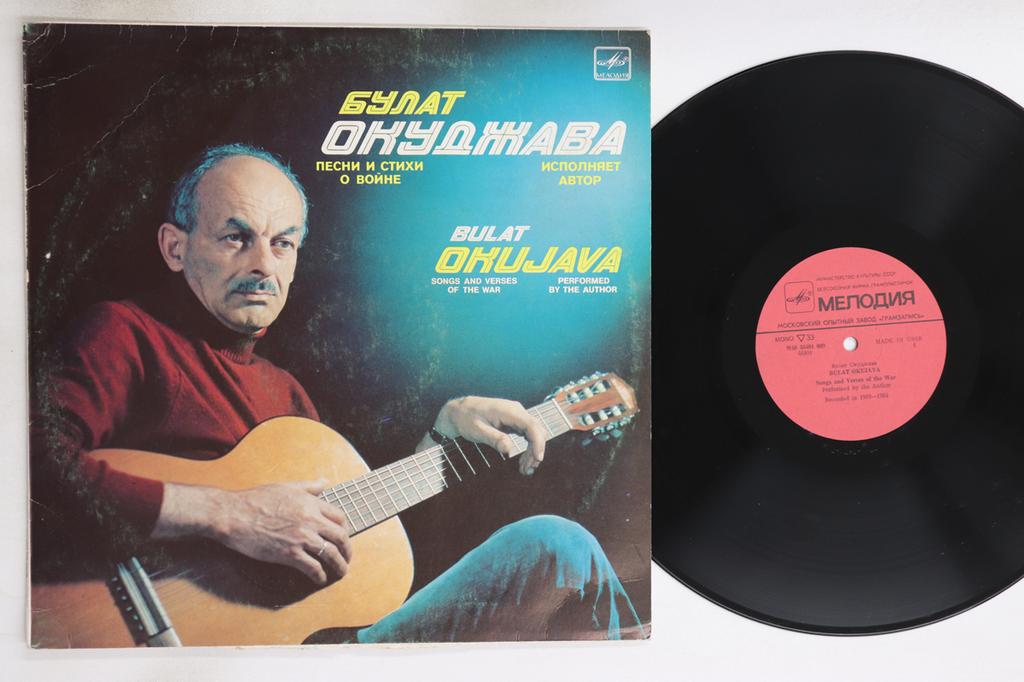 МЕЛОДИЯ
БУЛАТ
ОКУДЖАВА
ПЕСНИ И СТИХИ
О ВОЙНЕ
ИСПОЛНЯЕТ
АВТОР
BULAT
OKUJAVA
SONGS AND VERSES
OF THE WAR
PERFORMED
BY THE AUTHOR
МИНИСТЕРСТВО КУЛЬТУРЫ СССР
ВСЕСОЮЗНАЯ ФИРМА ГРАМПЛАСТИНОК
МЕЛОДИЯ
МОСКОВСКИЙ ОПЫТНЫЙ ЗАВОД «ГРАМЗАПИСЬ»
MONO 33
MADE IN USSR
Булат Окуджава
BULAT OKUJAVA
Songs and Verses of the War
Performed by the Author
Recorded in